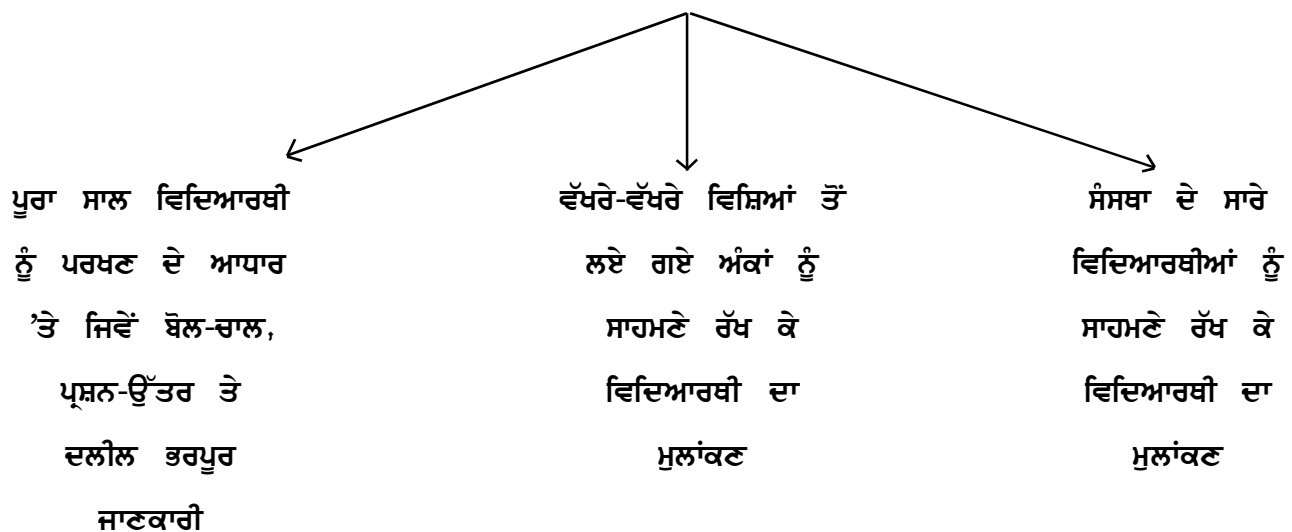 ਪੂਰਾ ਸਾਲ ਵਿਦਿਆਰਥੀ
ਨੂੰ ਪਰਖਣ ਦੇ ਆਧਾਰ
’ਤੇ ਜਿਵੇਂ ਬੋਲ-ਚਾਲ,
ਪ੍ਰਸ਼ਨ-ਉੱਤਰ ਤੇ
ਦਲੀਲ ਭਰਪੂਰ
ਜਾਣਕਾਰੀ
ਵੱਖਰੇ-ਵੱਖਰੇ ਵਿਸ਼ਿਆਂ ਤੋਂ
ਲਏ ਗਏ ਅੰਕਾਂ ਨੂੰ
ਸਾਹਮਣੇ ਰੱਖ ਕੇ
ਵਿਦਿਆਰਥੀ ਦਾ
ਮੁਲਾਂਕਣ
ਸੰਸਥਾ ਦੇ ਸਾਰੇ
ਵਿਦਿਆਰਥੀਆਂ ਨੂੰ
ਸਾਹਮਣੇ ਰੱਖ ਕੇ
ਵਿਦਿਆਰਥੀ ਦਾ
ਮੁਲਾਂਕਣ